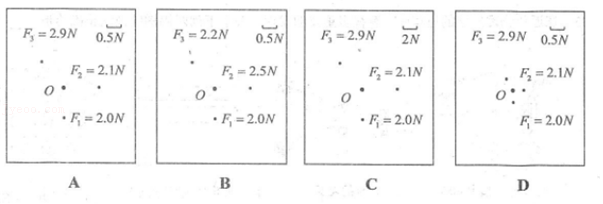 F₃ = 2.9N
0.5N
F₂ = 2.1N
O
F₁ = 2.0N
A
F₃ = 2.2N
0.5N
F₂ = 2.5N
O
F₁ = 2.0N
B
F₃ = 2.9N
2N
F₂ = 2.1N
O
F₁ = 2.0N
C
F₃ = 2.9N
0.5N
F₂ = 2.1N
O
F₁ = 2.0N
D